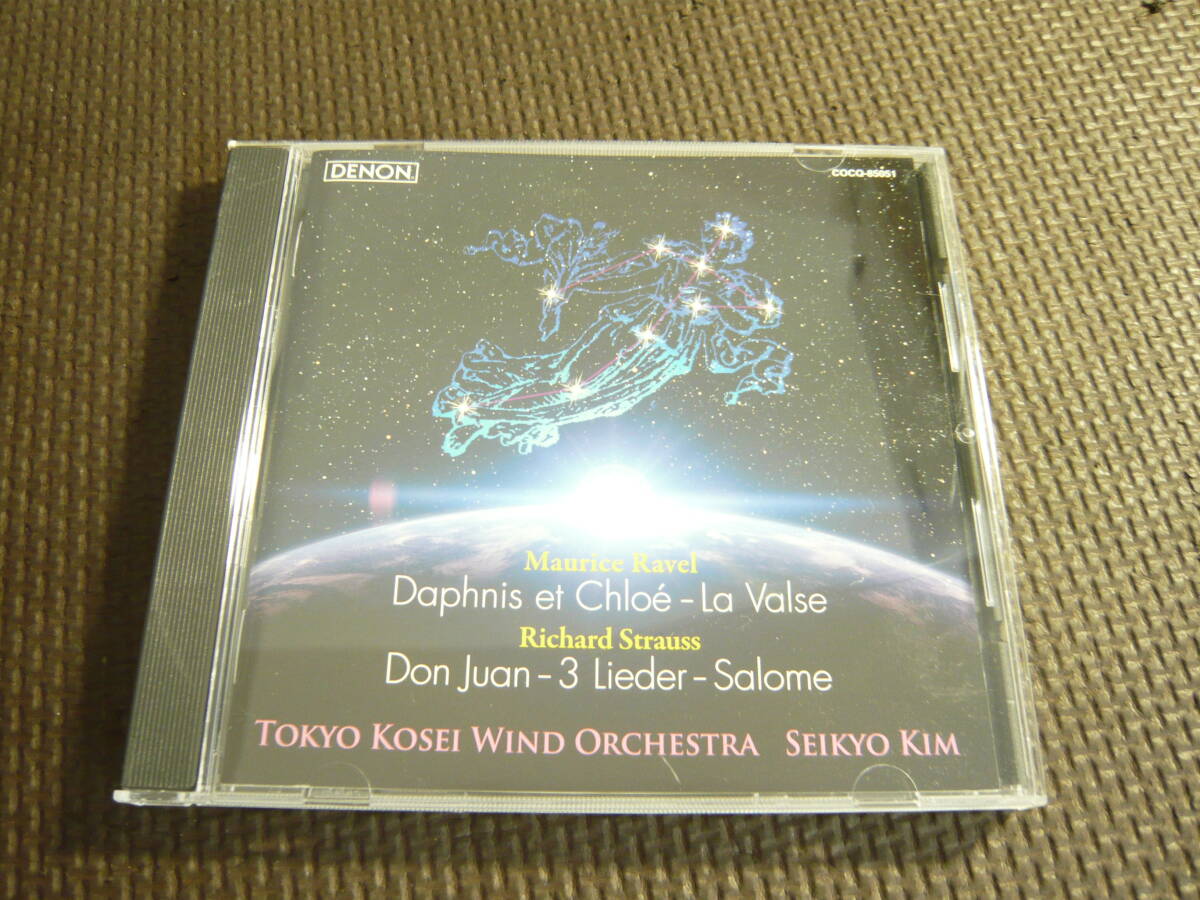 DENON
COCQ-85051
Maurice Ravel
Daphnis et Chloé – La Valse
Richard Strauss
Don Juan – 3 Lieder – Salome
TOKYO KOSEI WIND ORCHESTRA SEIKYO KIM